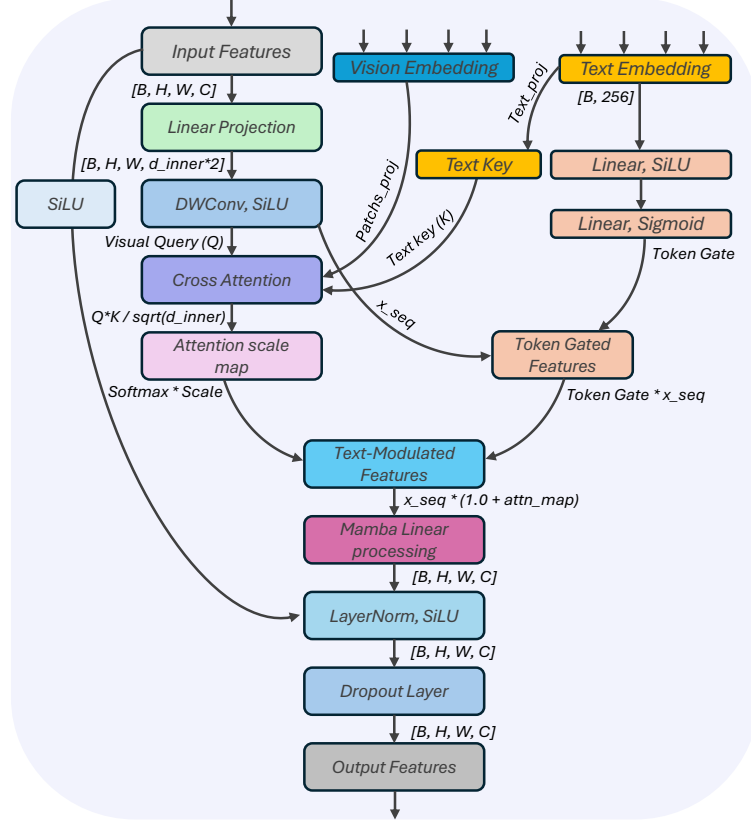 Input Features
Vision Embedding
Text Embedding
[B, H, W, C]
Text_proj
[B, 256]
Linear Projection
[B, H, W, d_inner*2]
Text Key
Linear, SiLU
SiLU
DWConv, SiLU
Patchs_proj
Linear, Sigmoid
Visual Query (Q)
Text key (K)
Token Gate
Cross Attention
Q*K / sqrt(d_inner)
x_seq
Attention scale
map
Token Gated
Features
Softmax * Scale
Token Gate * x_seq
Text-Modulated
Features
x_seq * (1.0 + attn_map)
Mamba Linear
processing
[B, H, W, C]
LayerNorm, SiLU
[B, H, W, C]
Dropout Layer
[B, H, W, C]
Output Features